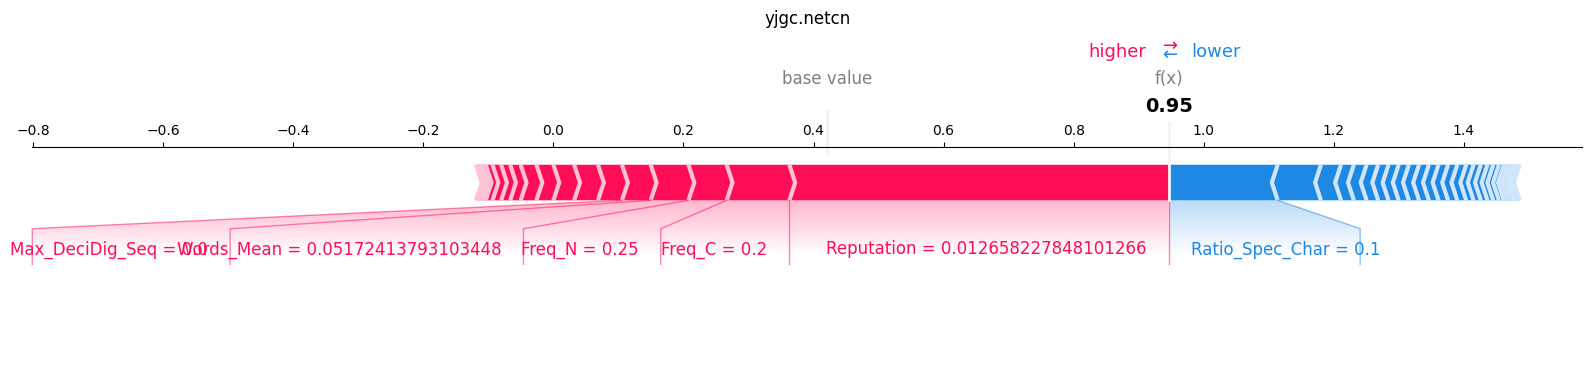 yjgc.netcn
higher ⇄ lower
base value f(x)
0.95
−0.8 −0.6 −0.4 −0.2 0.0 0.2 0.4 0.6 0.8 1.0 1.2 1.4
Max_DeciDig_Seq = 0.0 Words_Mean = 0.05172413793103448 Freq_N = 0.25 Freq_C = 0.2 Reputation = 0.012658227848101266 Ratio_Spec_Char = 0.1